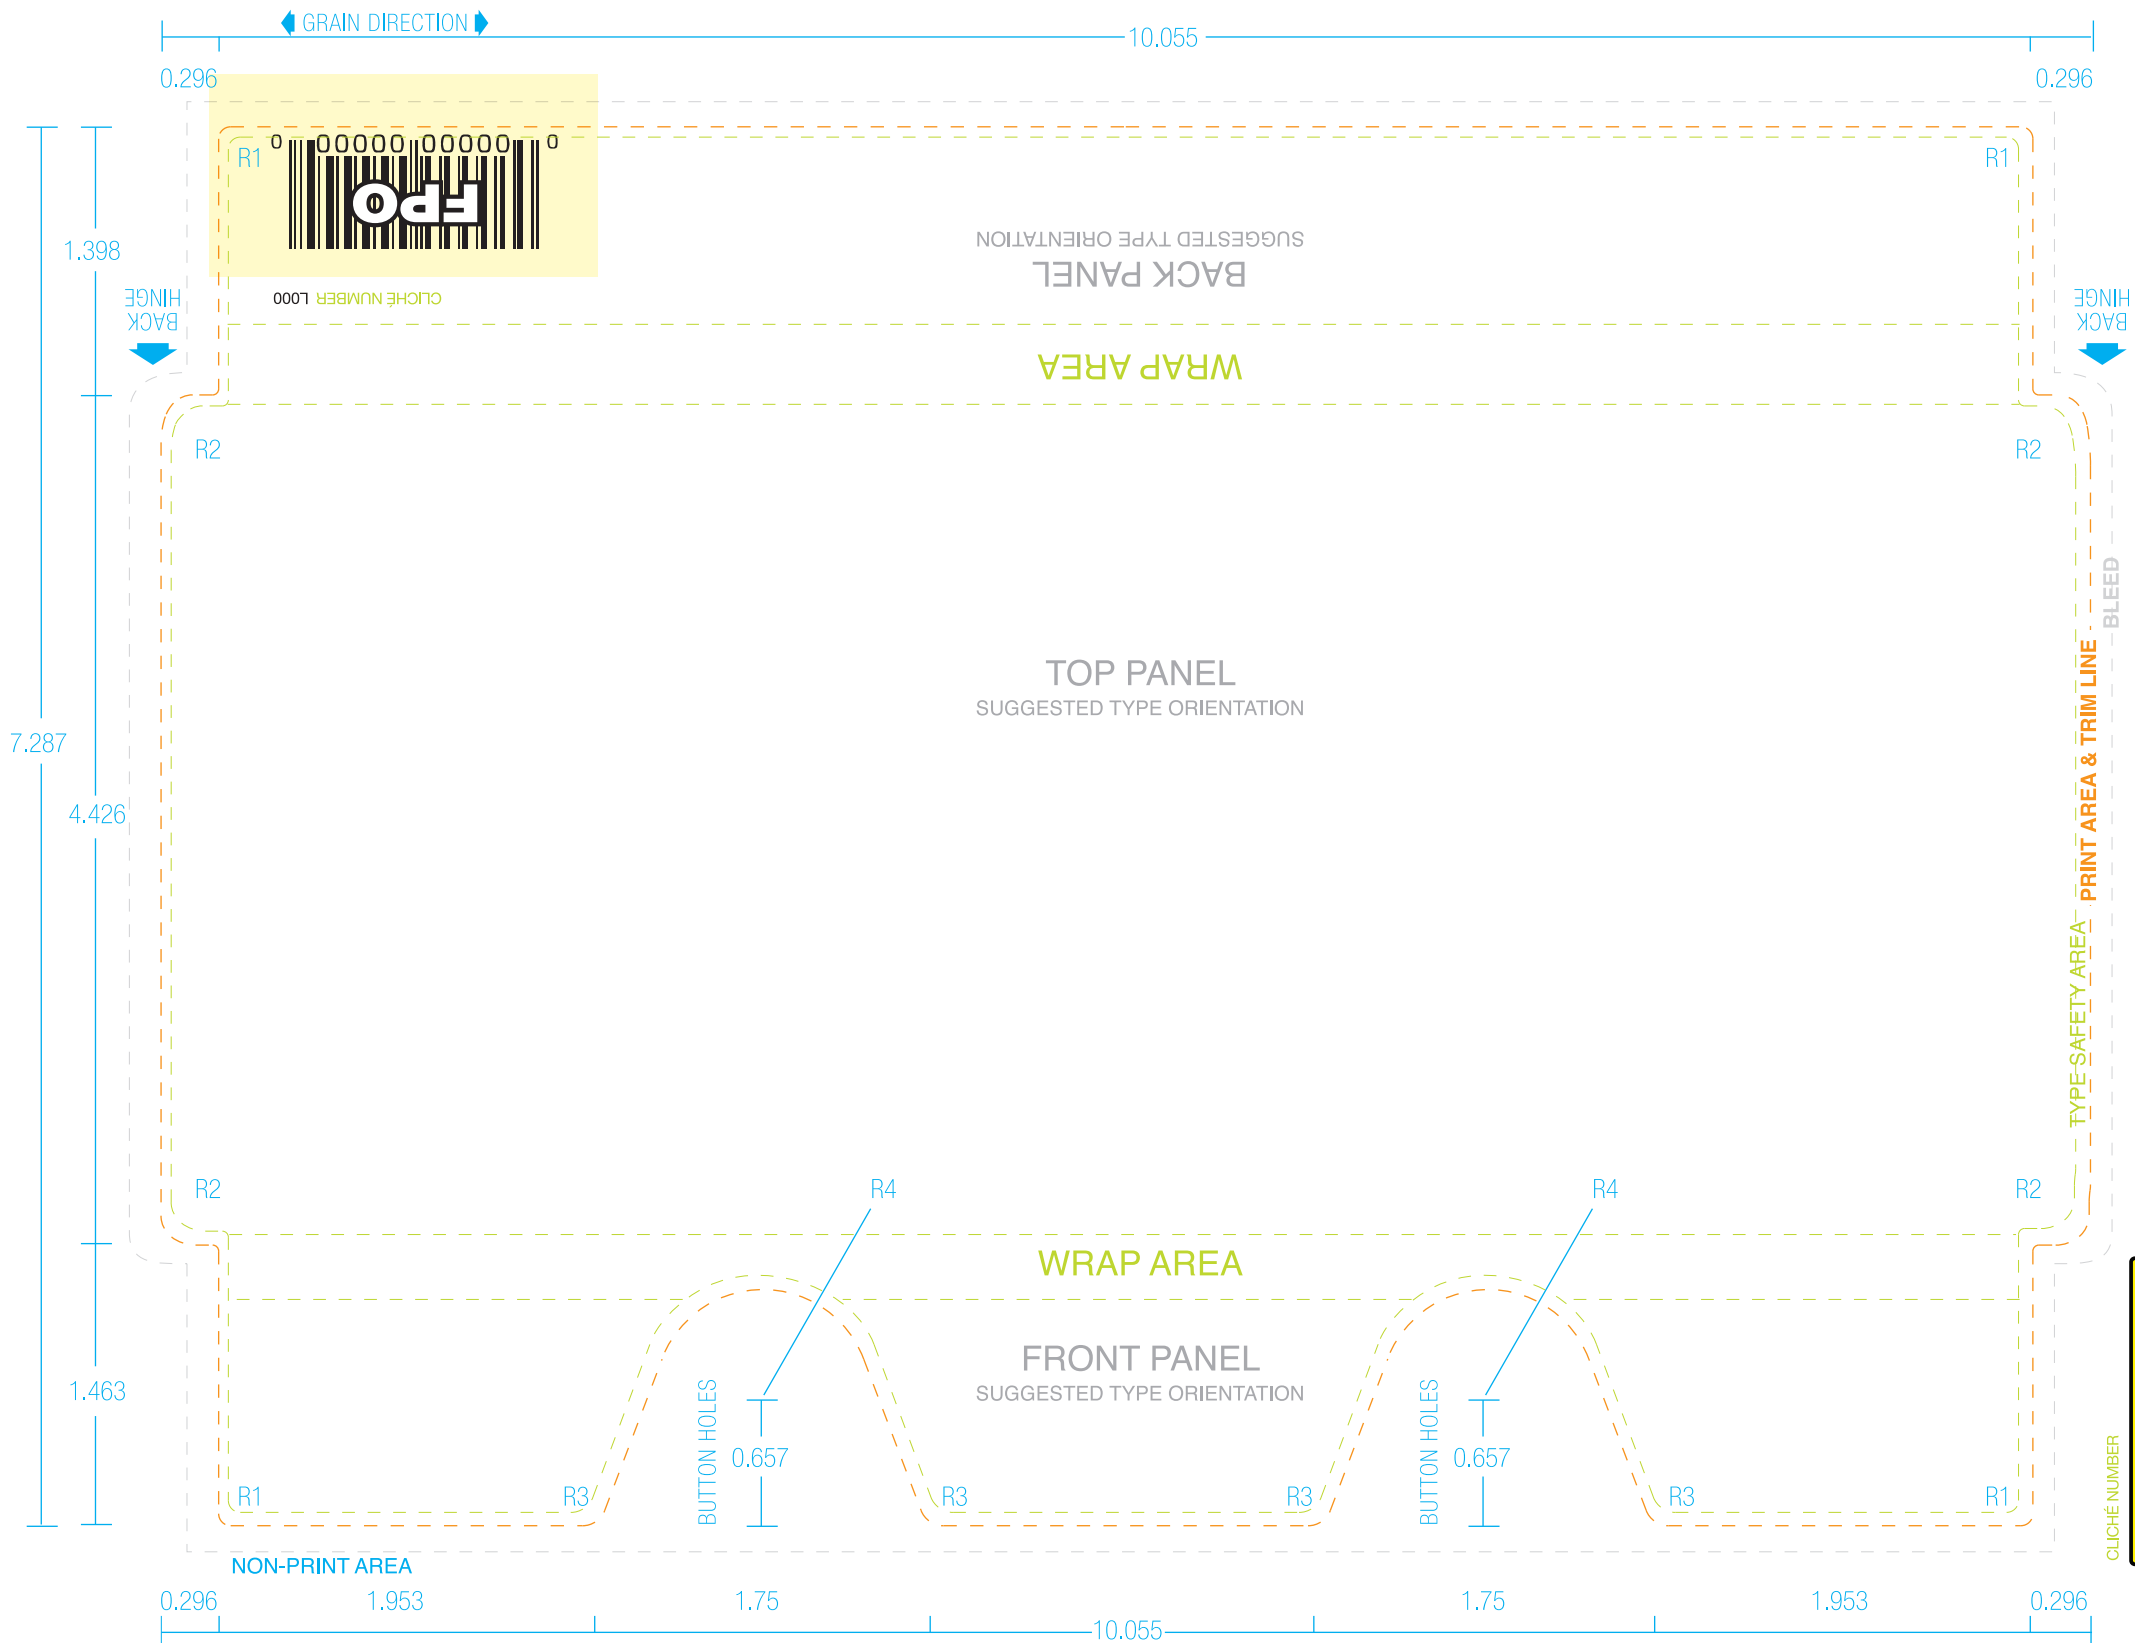 GRAIN DIRECTION
10.055
0.296
0.296
R1
0 00000 00000 0
R1
FPO
1.398
SUGGESTED TYPE ORIENTATION
BACK PANEL
CLICHÉ NUMBER L000
BACK
HINGE
BACK
HINGE
WRAP AREA
R2
R2
BLEED
TOP PANEL
SUGGESTED TYPE ORIENTATION
PRINT AREA & TRIM LINE
7.287
4.426
TYPE SAFETY AREA
R2
R4
R4
R2
WRAP AREA
FRONT PANEL
SUGGESTED TYPE ORIENTATION
1.463
BUTTON HOLES
0.657
BUTTON HOLES
0.657
R1
R3
R3
R3
R3
R1
CLICHÉ NUMBER
NON-PRINT AREA
0.296
1.953
1.75
1.75
1.953
0.296
10.055